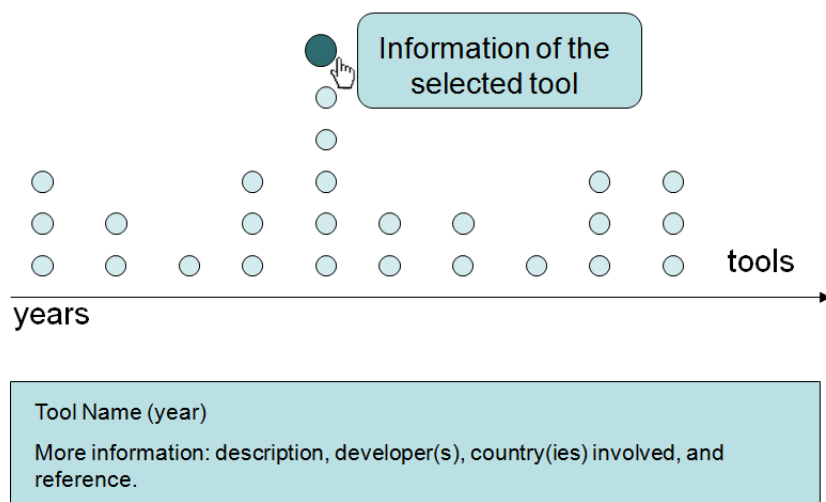 Information of the
selected tool
tools
years
Tool Name (year)
More information: description, developer(s), country(ies) involved, and
reference.